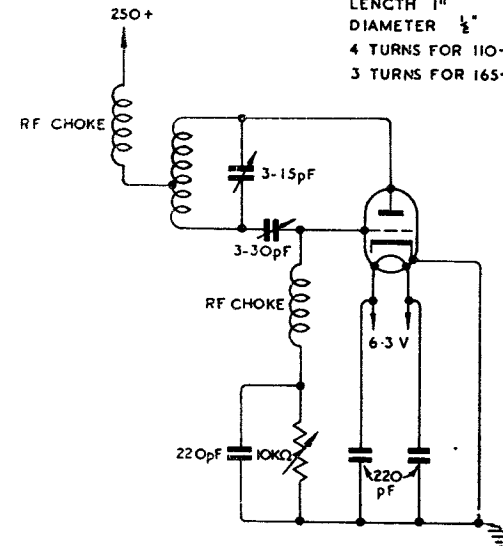 250+
LENGTH 1"
DIAMETER ½"
4 TURNS FOR 110-
3 TURNS FOR 165-
RF CHOKE
3-15pF
3-30pF
RF CHOKE
6·3 V
220pF
10KΩ
220
pF